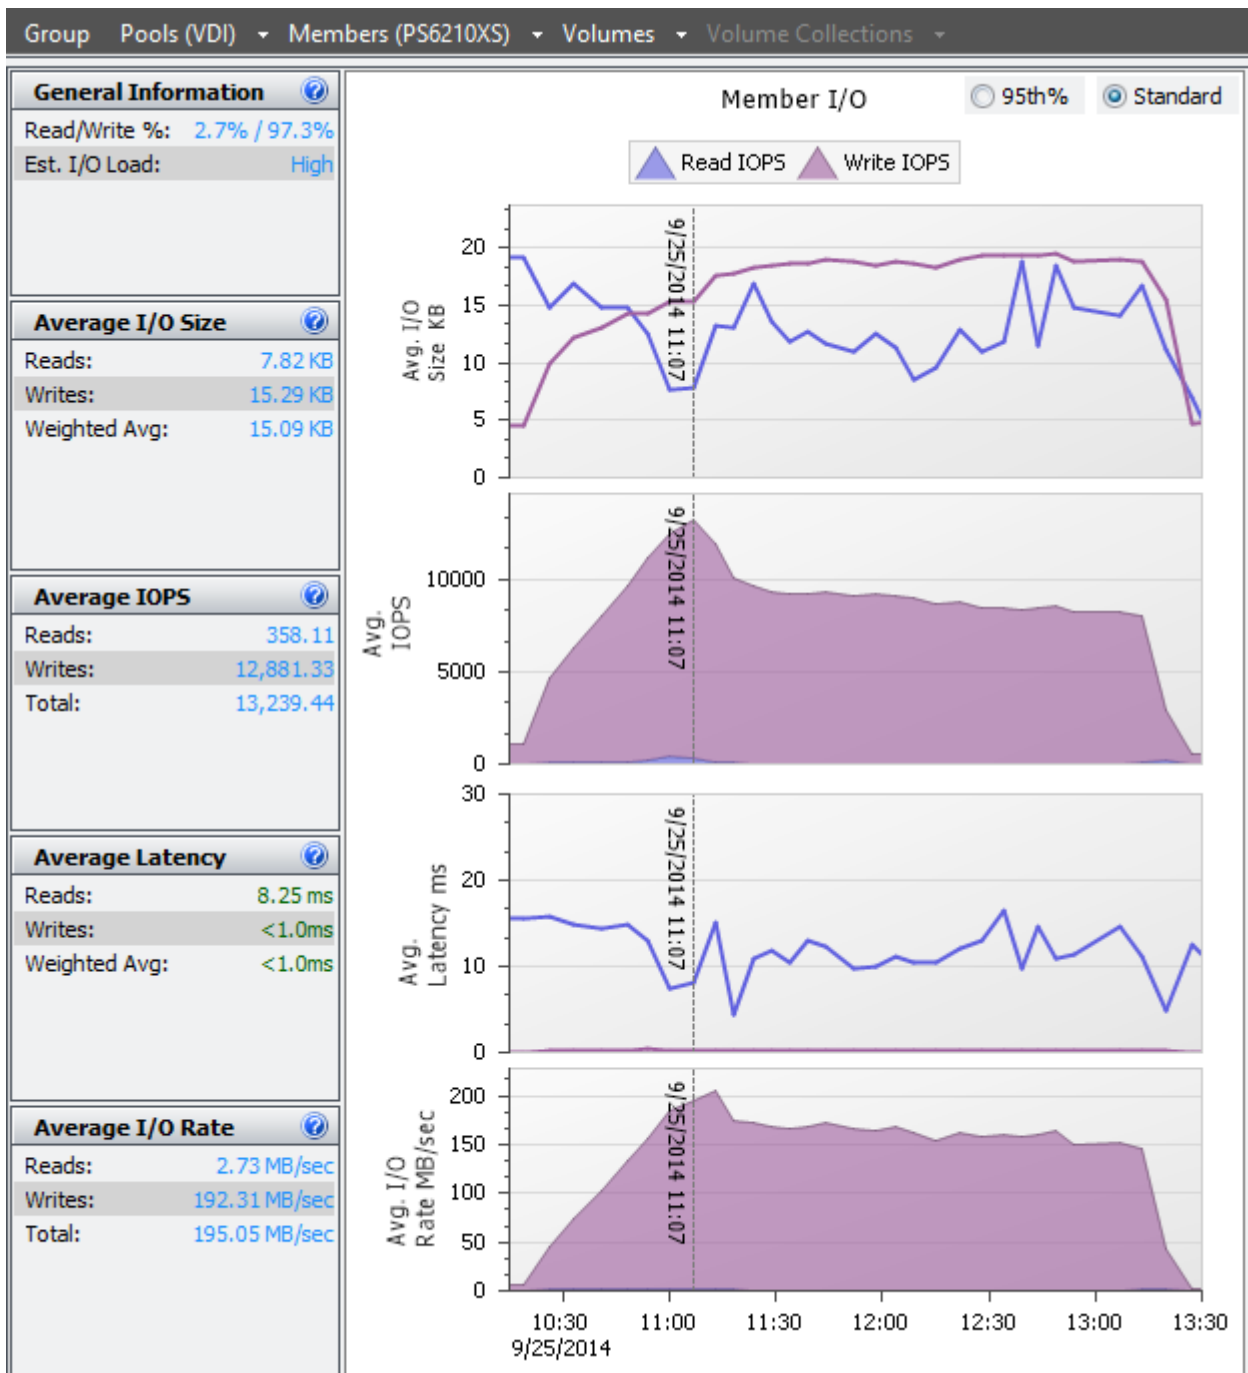 Group Pools (VDI) Members (PS6210XS) Volumes Volume Collections
General Information
Read/Write %: 2.7% / 97.3%
Est. I/O Load: High
Average I/O Size
Reads: 7.82 KB
Writes: 15.29 KB
Weighted Avg: 15.09 KB
Average IOPS
Reads: 358.11
Writes: 12,881.33
Total: 13,239.44
Average Latency
Reads: 8.25 ms
Writes: <1.0ms
Weighted Avg: <1.0ms
Average I/O Rate
Reads: 2.73 MB/sec
Writes: 192.31 MB/sec
Total: 195.05 MB/sec
Member I/O
95th% Standard
Read IOPS Write IOPS
Avg. I/O
Size KB
20
15
10
5
0
9/25/2014 11:07
Avg.
IOPS
10000
5000
0
9/25/2014 11:07
Avg.
Latency ms
30
20
10
0
9/25/2014 11:07
Avg. I/O
Rate MB/sec
200
150
100
50
0
9/25/2014 11:07
10:30 11:00 11:30 12:00 12:30 13:00 13:30
9/25/2014